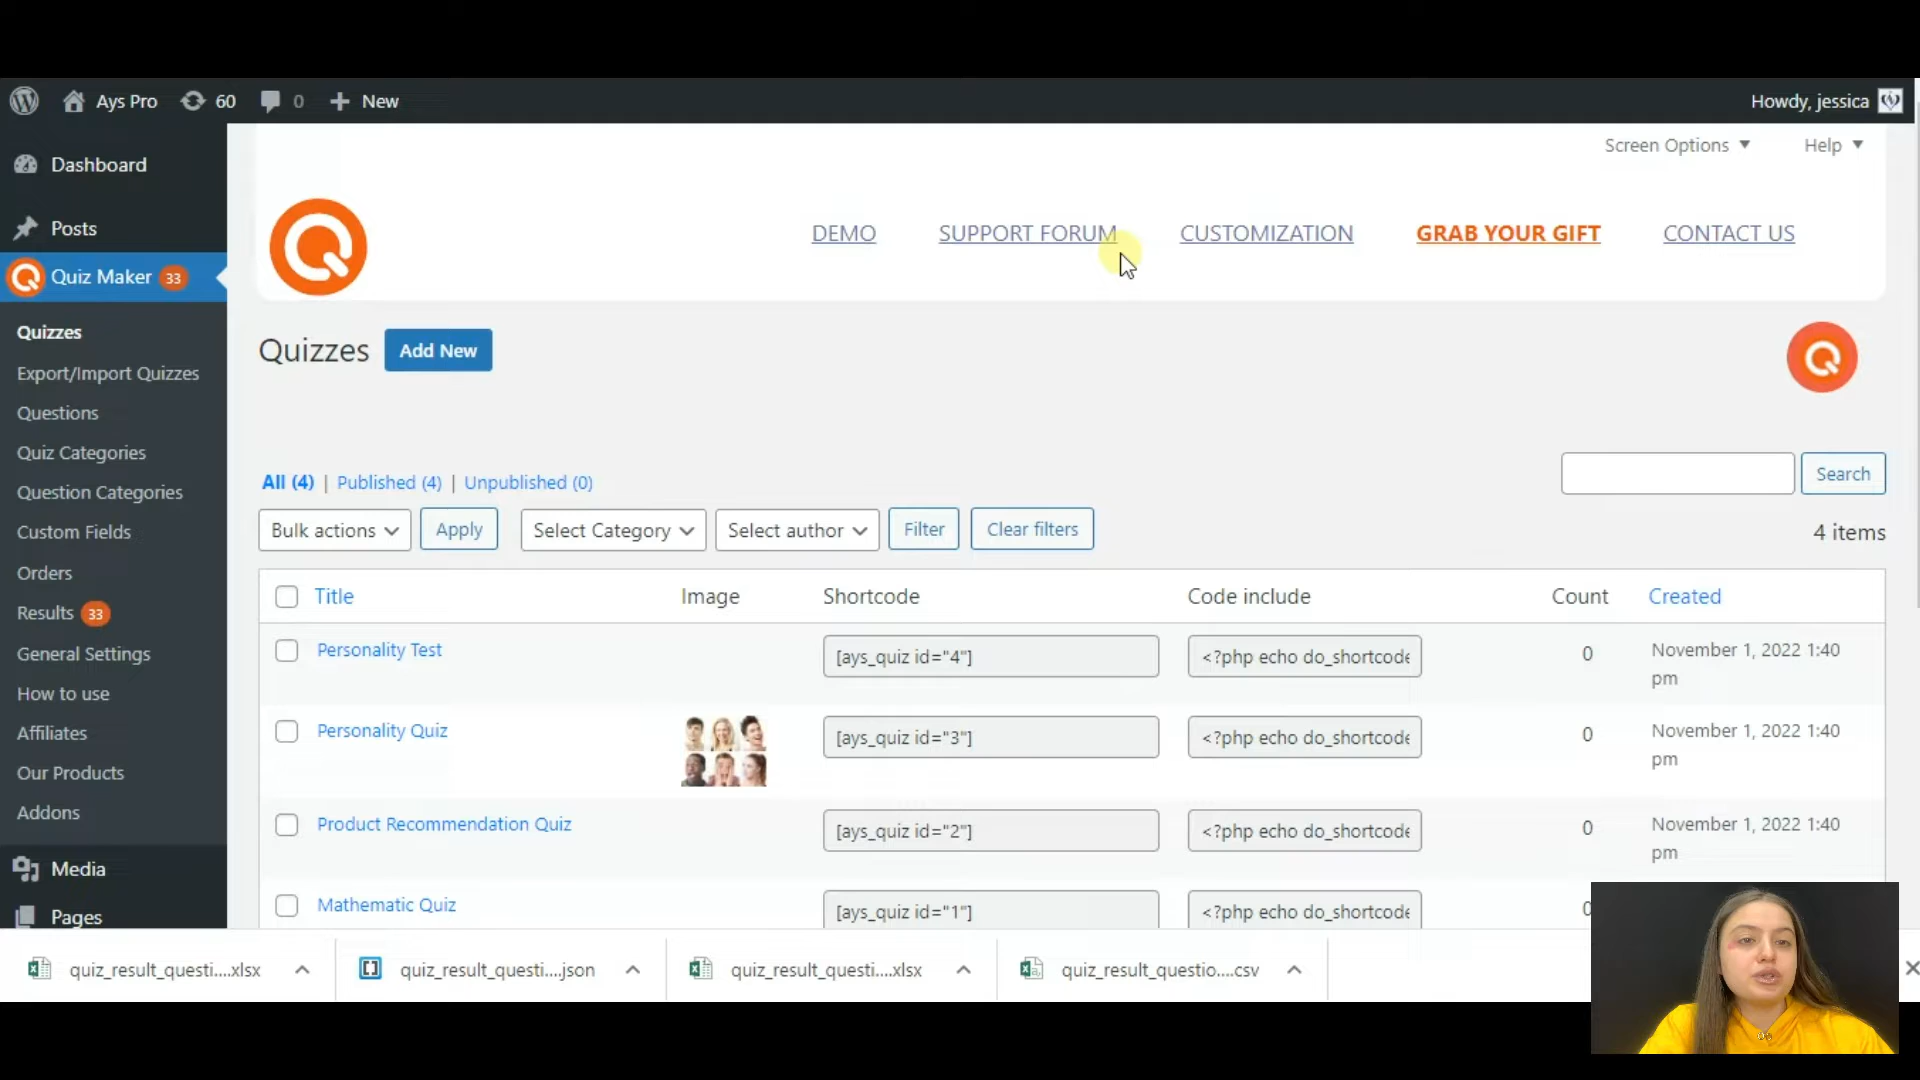 Ays Pro 60 0 New Howdy, jessica
Dashboard
Posts
Quiz Maker 33
Quizzes
Export/Import Quizzes
Questions
Quiz Categories
Question Categories
Custom Fields
Orders
Results 33
General Settings
How to use
Affiliates
Our Products
Addons
Media
Pages
Screen Options Help
DEMO SUPPORT FORUM CUSTOMIZATION GRAB YOUR GIFT CONTACT US
Quizzes Add New
All (4) | Published (4) | Unpublished (0)
Search
Bulk actions Apply Select Category Select author Filter Clear filters
4 items
Title Image Shortcode Code include Count Created
Personality Test [ays_quiz id="4"] <?php echo do_shortcode 0 November 1, 2022 1:40
pm
Personality Quiz [ays_quiz id="3"] <?php echo do_shortcode 0 November 1, 2022 1:40
pm
Product Recommendation Quiz [ays_quiz id="2"] <?php echo do_shortcode 0 November 1, 2022 1:40
pm
Mathematic Quiz [ays_quiz id="1"] <?php echo do_shortcode 0
quiz_result_questi....xlsx quiz_result_questi....json quiz_result_questi....xlsx quiz_result_questio....csv